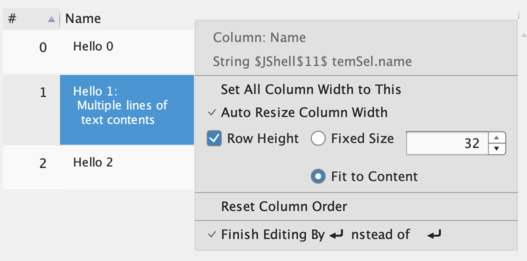 # Name
0 Hello 0
1 Hello 1:
Multiple lines of
text contents
2 Hello 2
Column: Name
String $JShell$11$ temSel.name
Set All Column Width to This
✓ Auto Resize Column Width
Row Height Fixed Size 32
Fit to Content
Reset Column Order
✓ Finish Editing By ↵ nstead of ↵